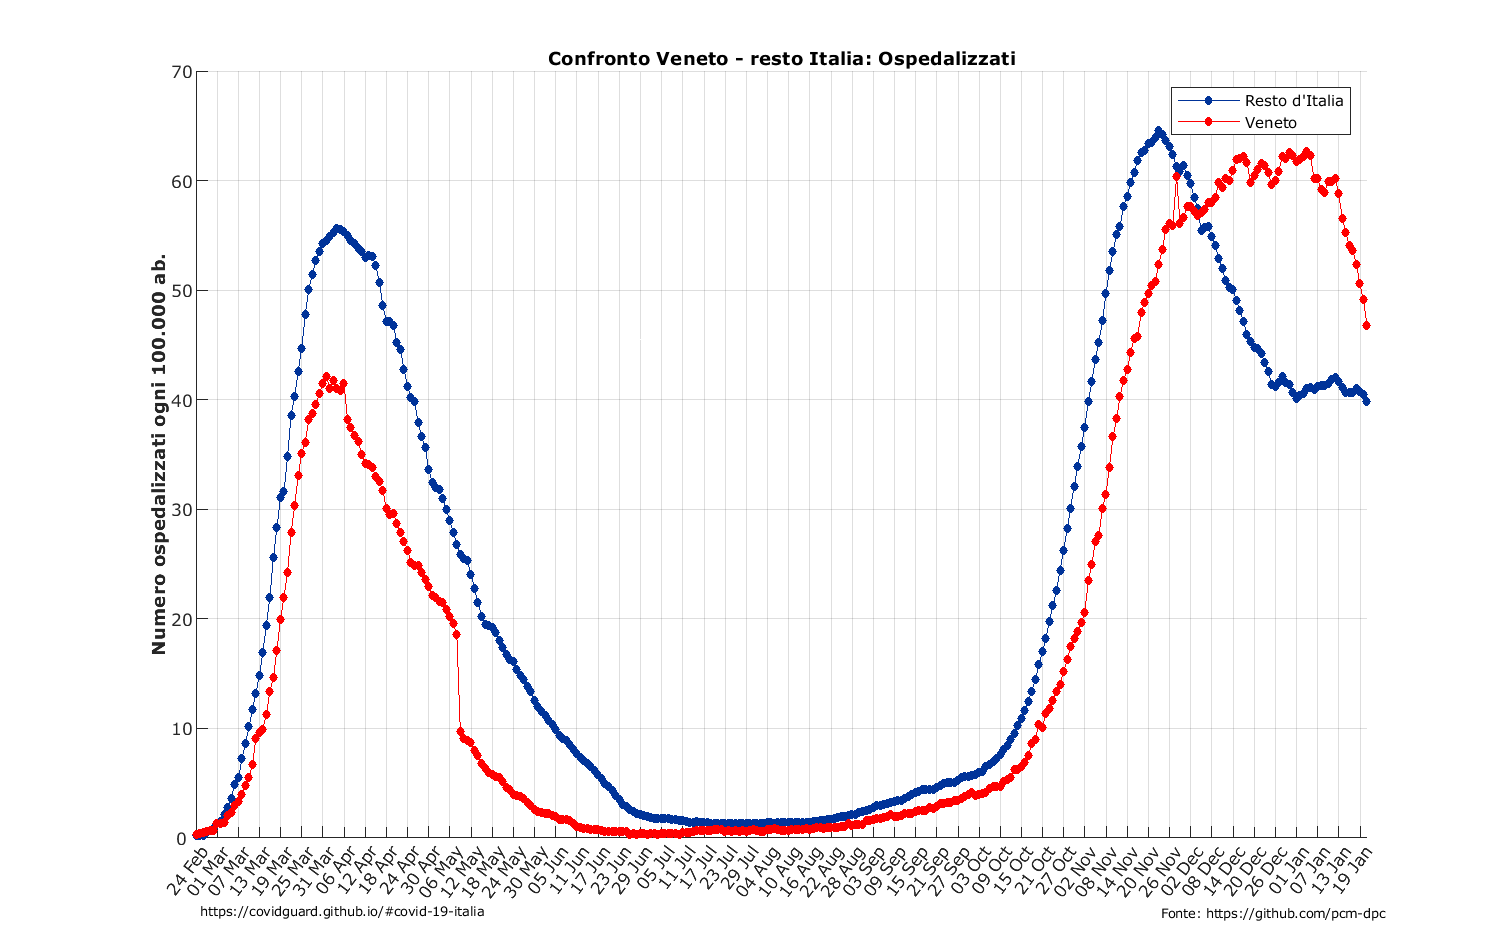 Confronto Veneto - resto Italia: Ospedalizzati
Resto d'Italia
Veneto
Numero ospedalizzati ogni 100.000 ab.
70
60
50
40
30
20
10
0
24 Feb
01 Mar
07 Mar
13 Mar
19 Mar
25 Mar
31 Mar
06 Apr
12 Apr
18 Apr
24 Apr
30 Apr
06 May
12 May
18 May
24 May
30 May
05 Jun
11 Jun
17 Jun
23 Jun
29 Jun
05 Jul
11 Jul
17 Jul
23 Jul
29 Jul
04 Aug
10 Aug
16 Aug
22 Aug
28 Aug
03 Sep
09 Sep
15 Sep
21 Sep
27 Sep
03 Oct
09 Oct
15 Oct
21 Oct
27 Oct
02 Nov
08 Nov
14 Nov
20 Nov
26 Nov
02 Dec
08 Dec
14 Dec
20 Dec
26 Dec
01 Jan
07 Jan
13 Jan
19 Jan
https://covidguard.github.io/#covid-19-italia
Fonte: https://github.com/pcm-dpc